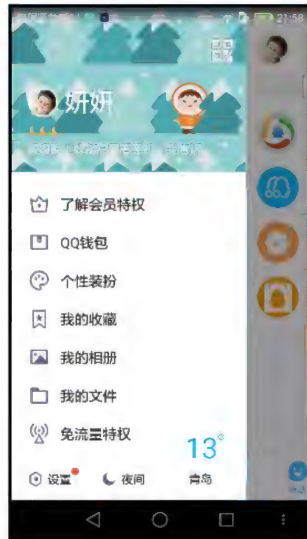 21:58
妍妍
了解会员特权
QQ钱包
个性装扮
我的收藏
我的相册
我的文件
免流量特权
13°
设置
夜间
青岛